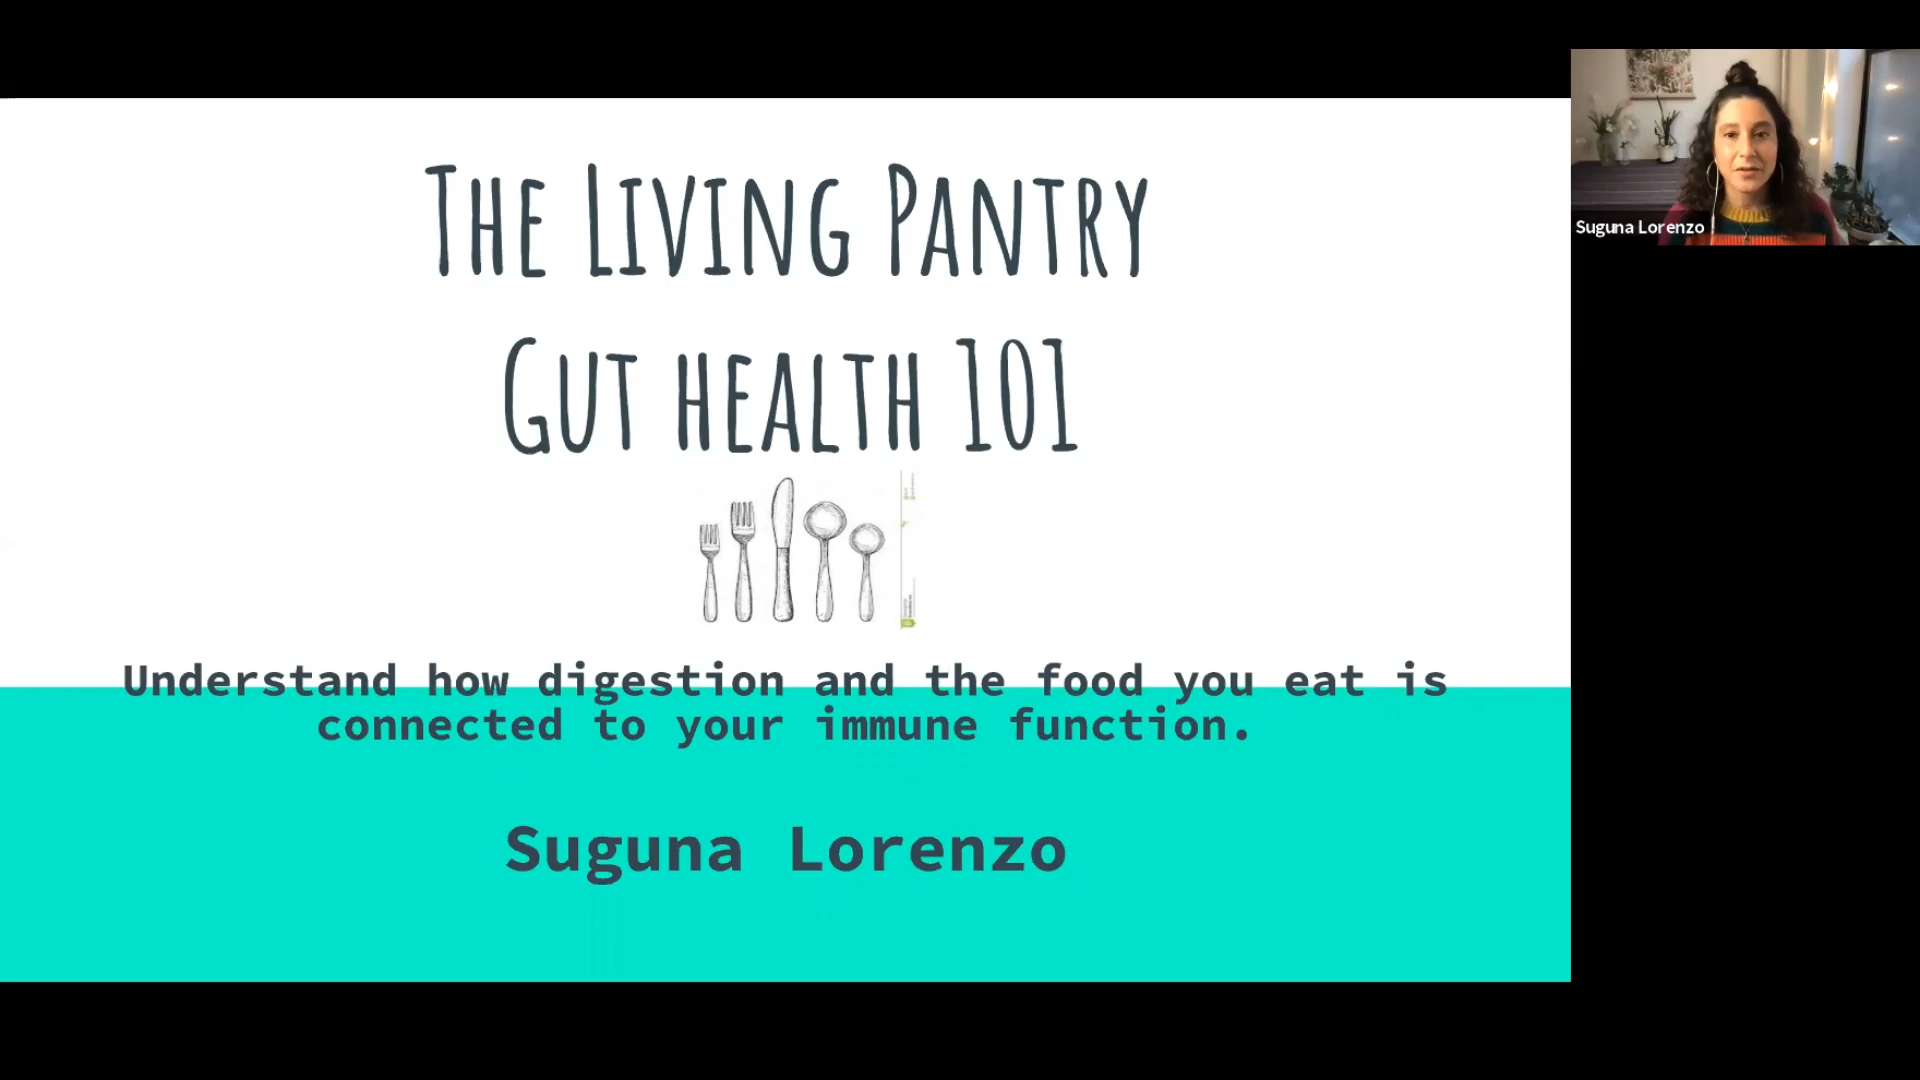 The Living Pantry
Gut health 101
Understand how digestion and the food you eat is
connected to your immune function.
Suguna Lorenzo
Suguna Lorenzo